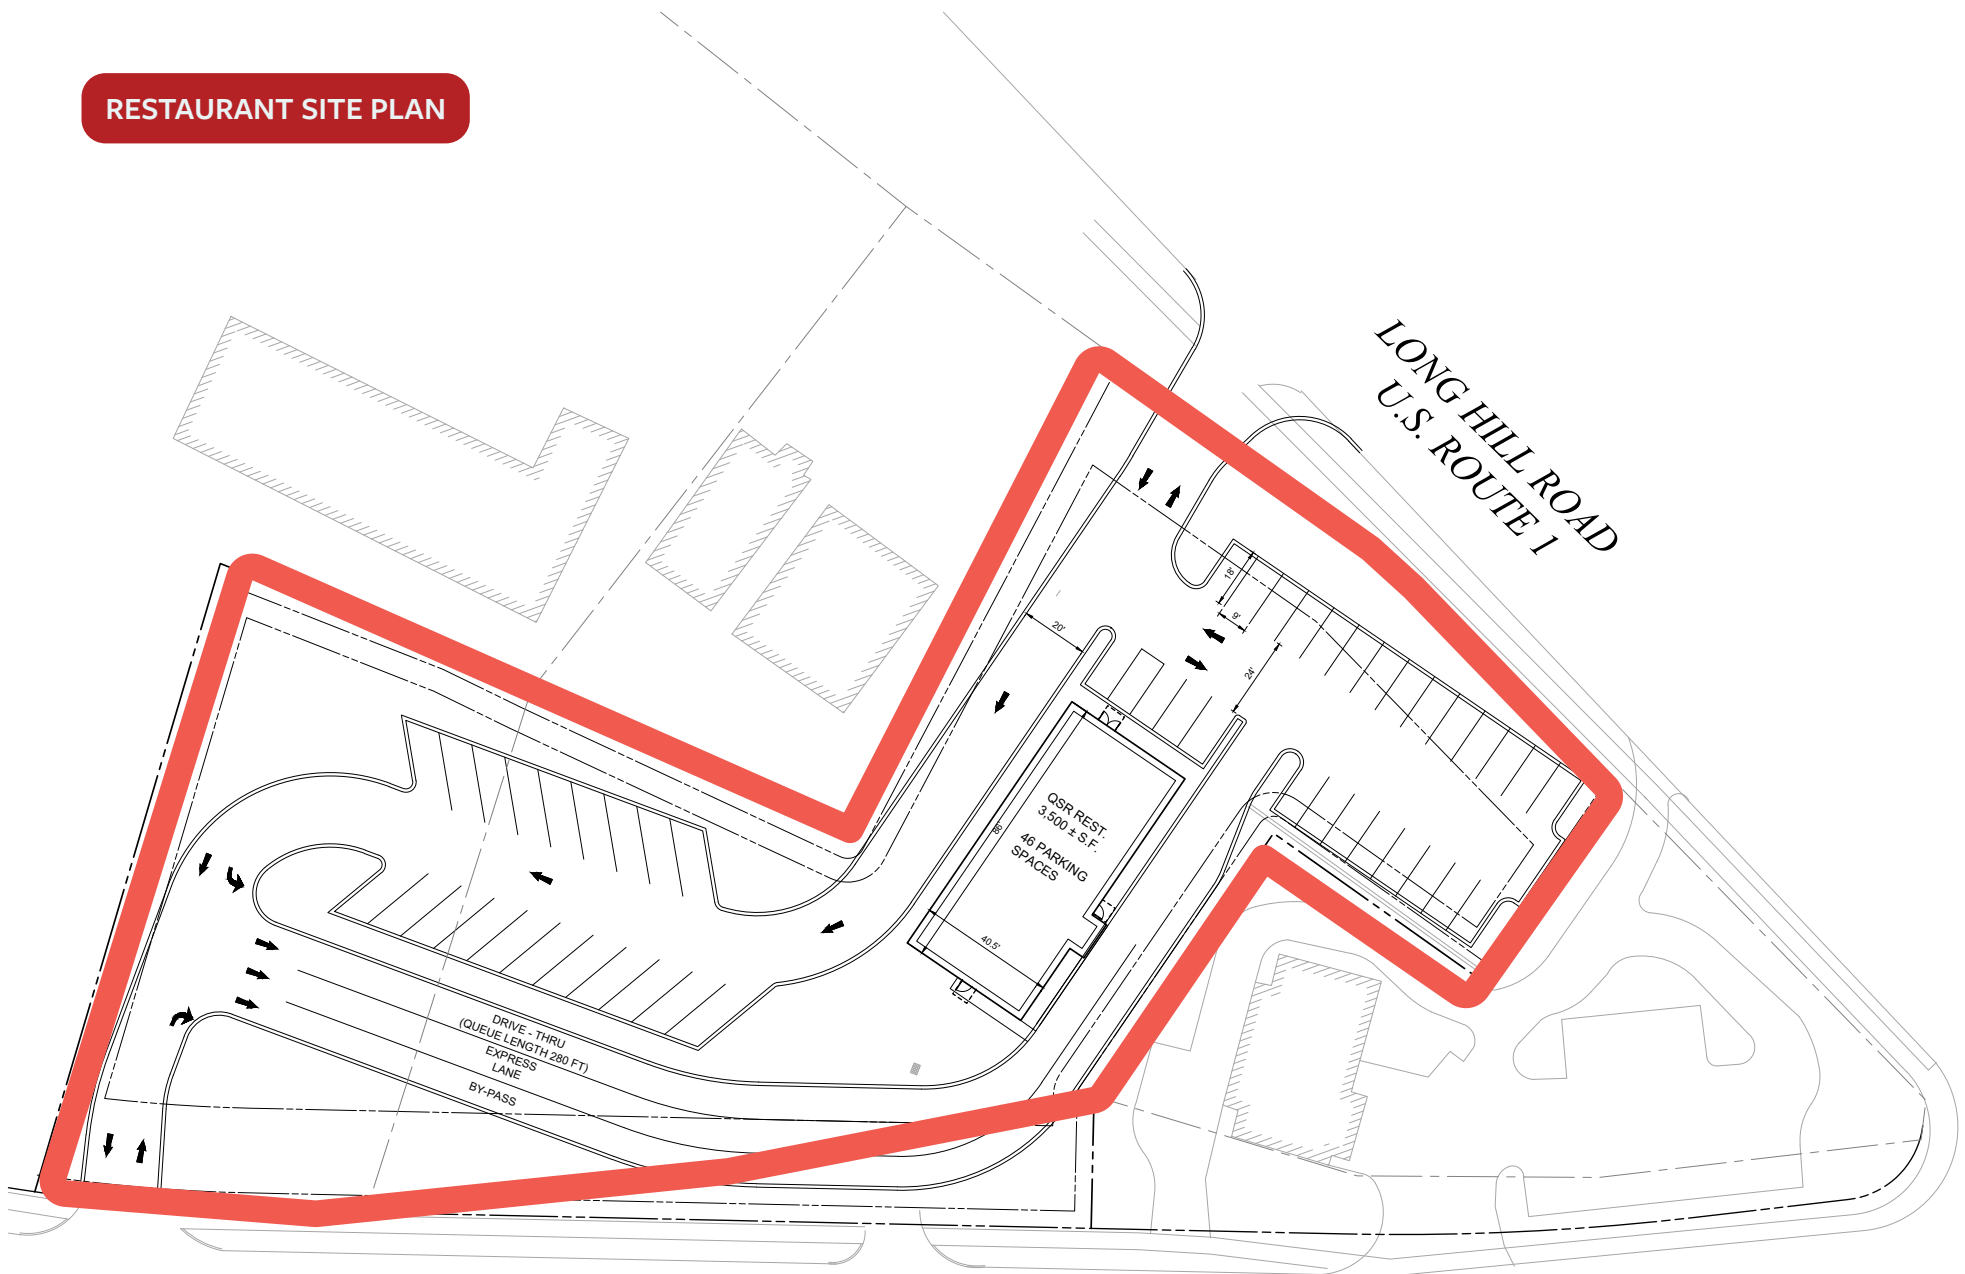 RESTAURANT SITE PLAN
LONG HILL ROAD
U.S. ROUTE 1
18'
9'
20'
24'
QSR REST.
3,500 ± S.F.
46 PARKING
SPACES
40.5'
DRIVE - THRU
(QUEUE LENGTH 280 FT)
EXPRESS
LANE
BY-PASS